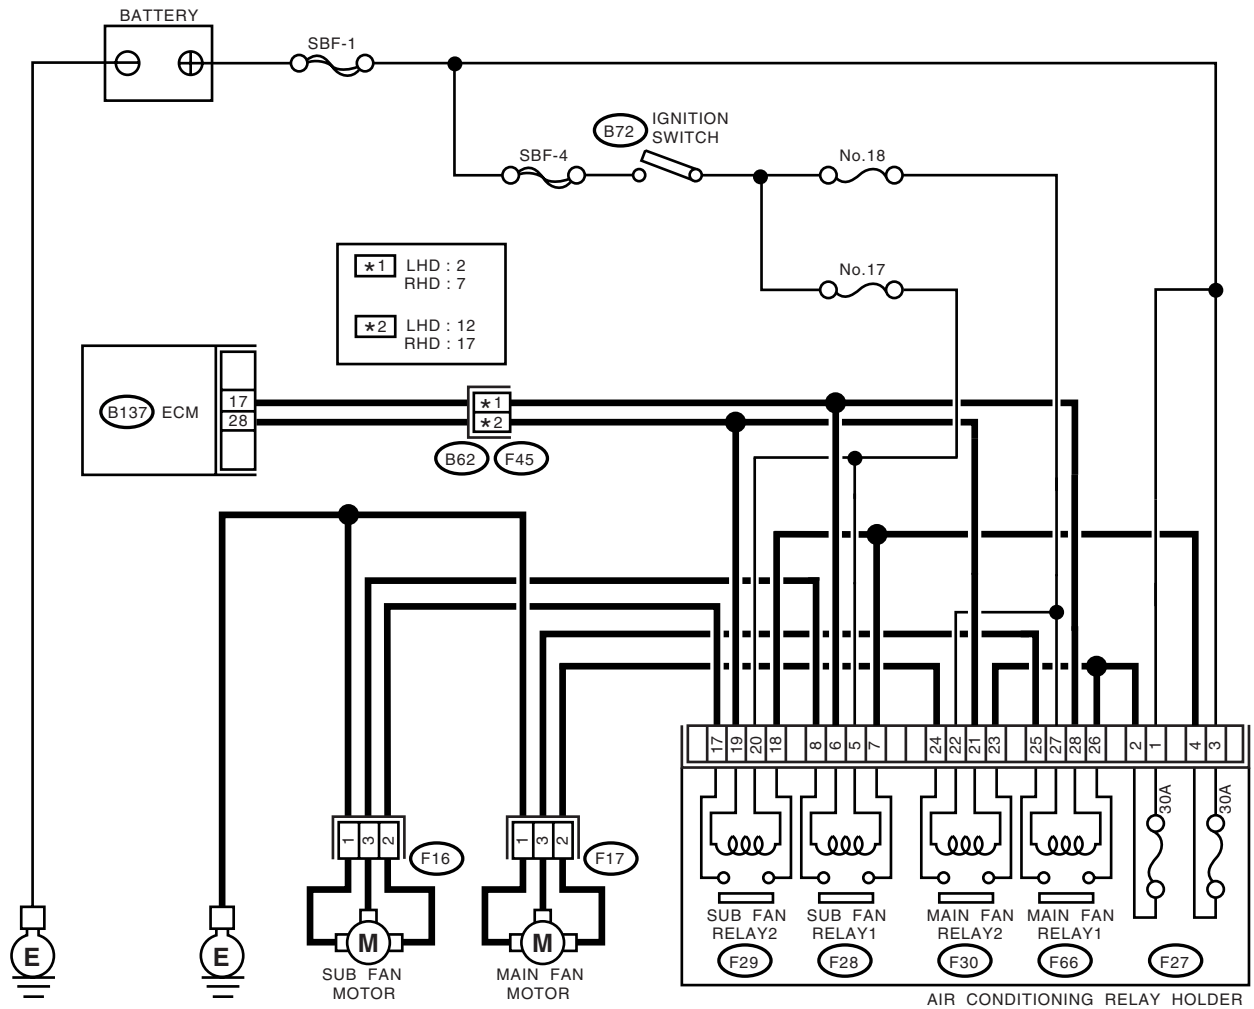 BATTERY
SBF-1
B72
IGNITION
SWITCH
SBF-4
No.18
No.17
*1 LHD : 2
RHD : 7
*2 LHD : 12
RHD : 17
B137 ECM
17
28
*1
*2
B62 F45
17 19 20 18 8 6 5 7 24 22 21 23 25 27 28 26 2 1 4 3
30A 30A
1 3 2
F16
1 3 2
F17
M
M
E
E
SUB FAN
MOTOR
MAIN FAN
MOTOR
SUB FAN
RELAY2
F29
SUB FAN
RELAY1
F28
MAIN FAN
RELAY2
F30
MAIN FAN
RELAY1
F66
F27
AIR CONDITIONING RELAY HOLDER